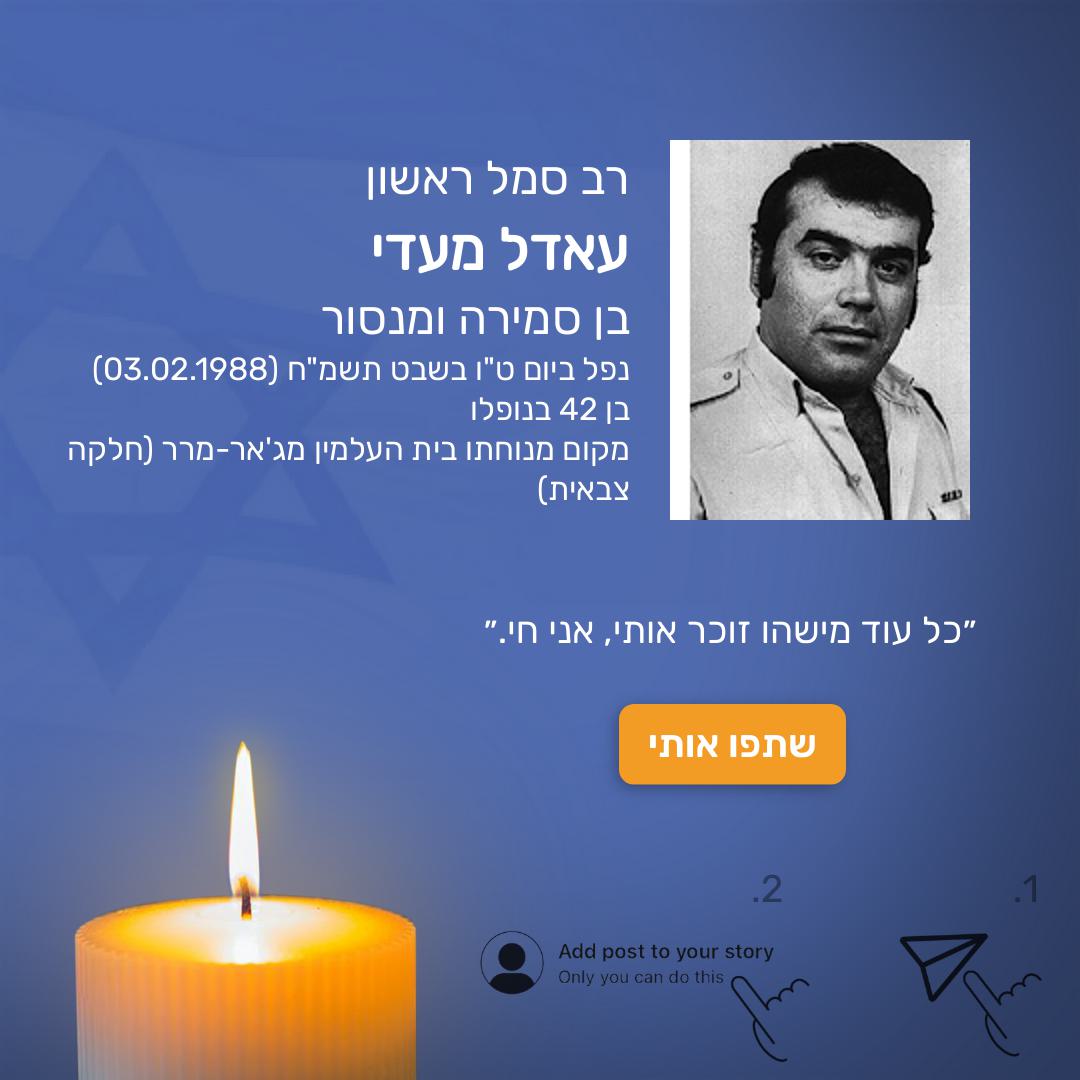 רב סמל ראשון
עאדל מעדי
בן סמירה ומנסור
נפל ביום ט"ו בשבט תשמ"ח (03.02.1988)
בן 42 בנופלו
מקום מנוחתו בית העלמין מג'אר-מרר (חלקה
צבאית)
״כל עוד מישהו זוכר אותי, אני חי.״
שתפו אותי
1.
2.
Add post to your story
Only you can do this